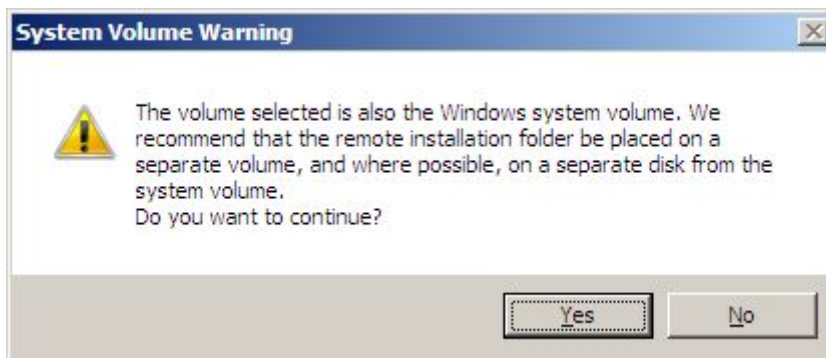 System Volume Warning
The volume selected is also the Windows system volume. We
recommend that the remote installation folder be placed on a
separate volume, and where possible, on a separate disk from the
system volume.
Do you want to continue?
Yes
No